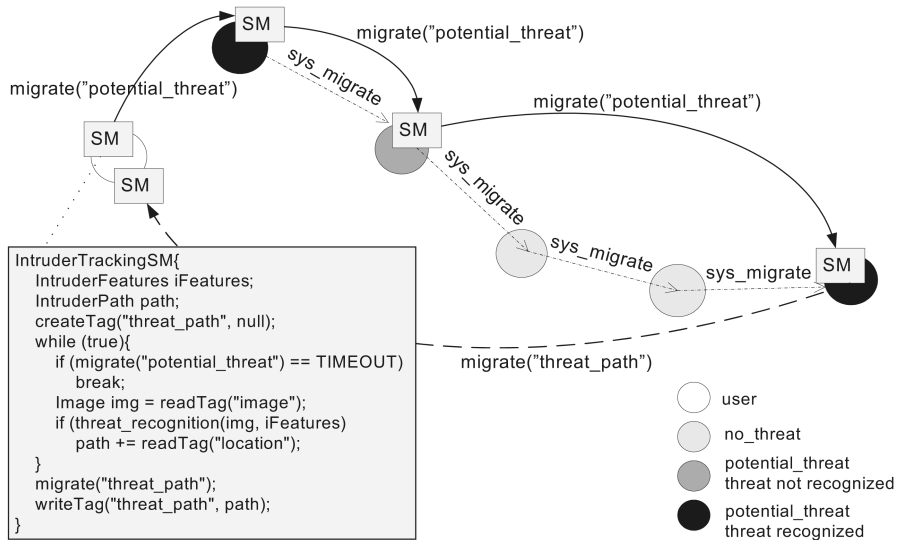 SM
migrate("potential_threat")
sys_migrate
migrate("potential_threat")
SM
migrate("potential_threat")
SM
sys_migrate
SM
sys_migrate
sys_migrate
SM
IntruderTrackingSM{
IntruderFeatures iFeatures;
IntruderPath path;
createTag("threat_path", null);
while (true){
if (migrate("potential_threat") == TIMEOUT)
break;
Image img = readTag("image");
if (threat_recognition(img, iFeatures)
path += readTag("location");
}
migrate("threat_path");
writeTag("threat_path", path);
}
migrate("threat_path")
user
no_threat
potential_threat
threat not recognized
potential_threat
threat recognized